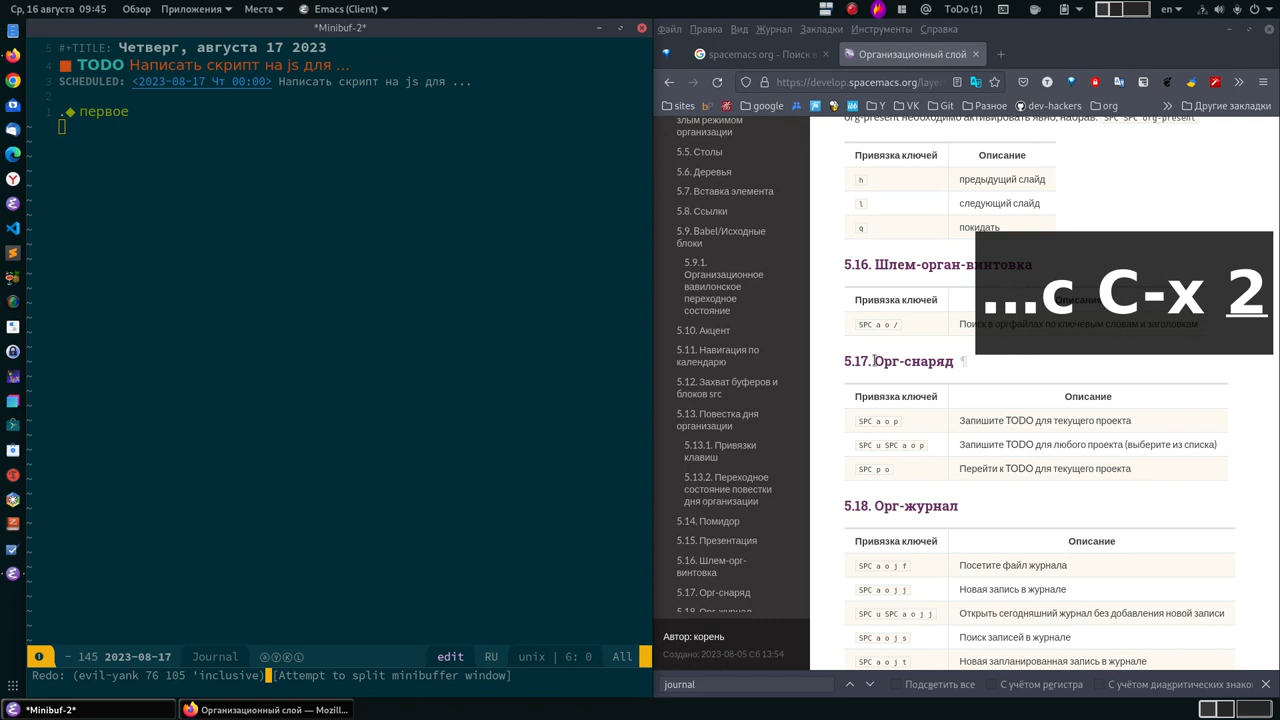 Ср, 16 августа 09:45 Обзор Приложения Места Emacs (Client) ToDo (1) en
*Minibuf-2*
5 #+TITLE: Четверг, августа 17 2023
4 TODO Написать скрипт на js для ...
3 SCHEDULED: <2023-08-17 Чт 00:00> Написать скрипт на js для ...
2
1 .◆ первое
- 145 2023-08-17 Journal ⓐⓨⓀⓁ edit RU unix | 6: 0 All
Redo: (evil-yank 76 105 'inclusive) [Attempt to split minibuffer window]
Файл Правка Вид Журнал Закладки Инструменты Справка
spacemacs org - Поиск в Организационный слой
https://develop.spacemacs.org/layer
sites google Y VK Git Разное dev-hackers org Другие закладки
злым режимом
организации
5.5. Столы
5.6. Деревья
5.7. Вставка элемента
5.8. Ссылки
5.9. Babel/Исходные
блоки
5.9.1.
Организационное
вавилонское
переходное
состояние
5.10. Акцент
5.11. Навигация по
календарю
5.12. Захват буферов и
блоков src
5.13. Повестка дня
организации
5.13.1. Привязки
клавиш
5.13.2. Переходное
состояние повестки
дня организации
5.14. Помидор
5.15. Презентация
5.16. Шлем-орг-
винтовка
5.17. Орг-снаряд
5.18. Орг-журнал
Автор: корень
Создано: 2023-08-05 Сб 13:54
org-present необходимо активировать явно, набрав. SPC SPC org-present
Привязка ключей Описание
h предыдущий слайд
l следующий слайд
q покидать
5.16. Шлем-орган-винтовка
Привязка ключей Описание
SPC a o / Поиск в оргфайлах по ключевым словам и заголовкам
...c C-x 2
5.17. Орг-снаряд ¶
Привязка ключей Описание
SPC a o p Запишите TODO для текущего проекта
SPC u SPC a o p Запишите TODO для любого проекта (выберите из списка)
SPC p o Перейти к TODO для текущего проекта
5.18. Орг-журнал
Привязка ключей Описание
SPC a o j f Посетите файл журнала
SPC a o j j Новая запись в журнале
SPC u SPC a o j j Открыть сегодняшний журнал без добавления новой записи
SPC a o j s Поиск записей в журнале
SPC a o j t Новая запланированная запись в журнале
journal Подсветить все С учётом регистра С учётом диакритических знако
*Minibuf-2* Организационный слой — Mozill...